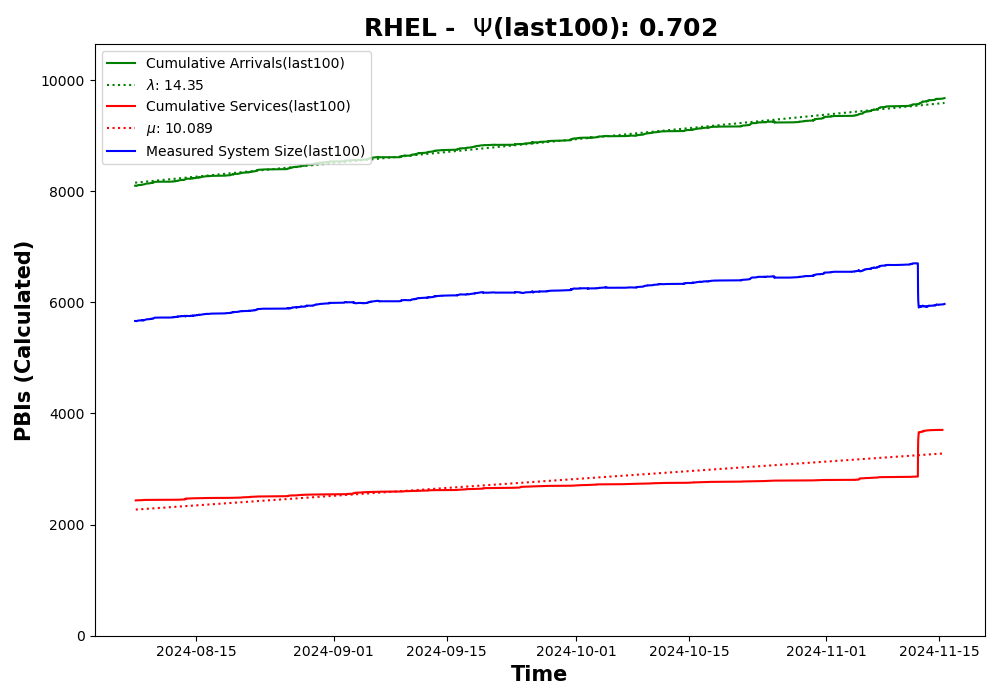 RHEL - Ψ(last100): 0.702
Cumulative Arrivals(last100)
λ: 14.35
Cumulative Services(last100)
μ: 10.089
Measured System Size(last100)
PBIs (Calculated)
10000
8000
6000
4000
2000
0
2024-08-15
2024-09-01
2024-09-15
2024-10-01
2024-10-15
2024-11-01
2024-11-15
Time